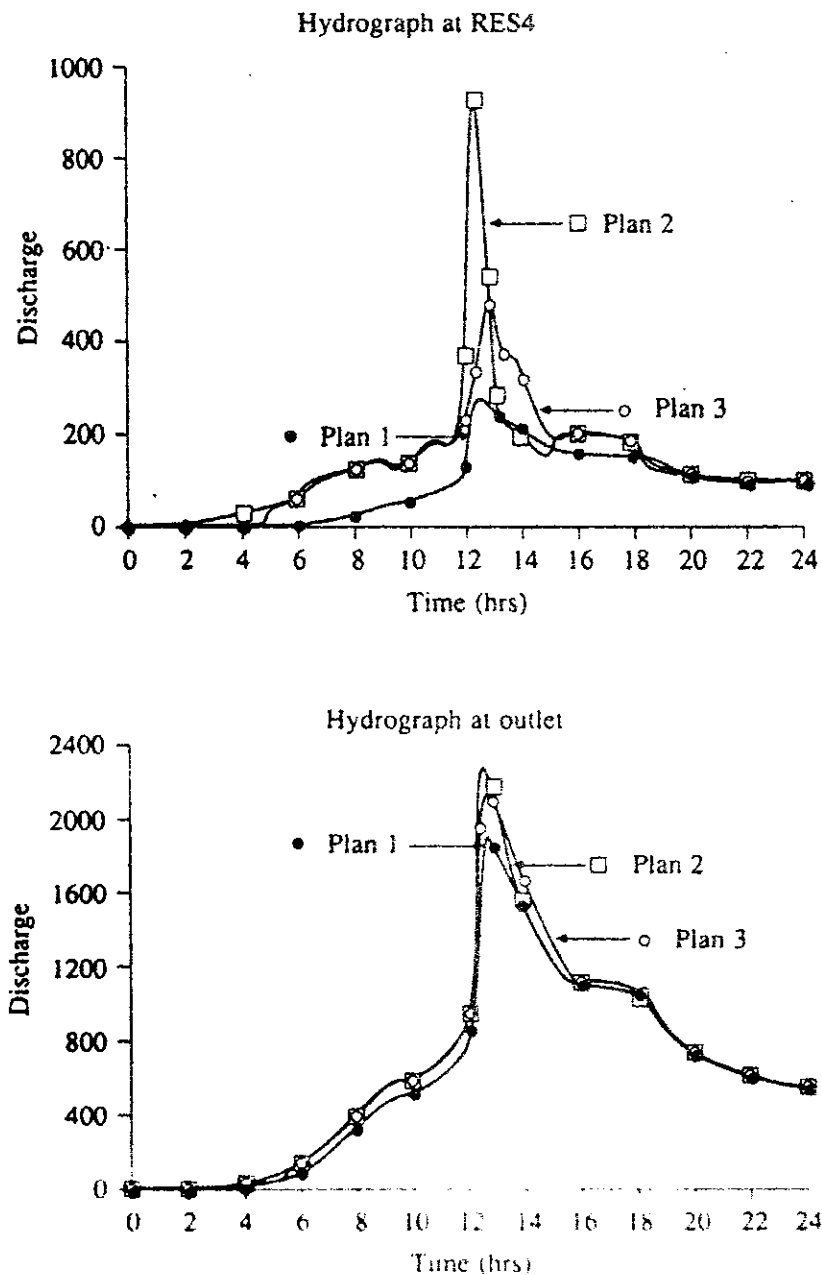 Hydrograph at RES4
1000
800
600
400
200
0
Discharge
Plan 2
Plan 3
Plan 1
0 2 4 6 8 10 12 14 16 18 20 22 24
Time (hrs)
Hydrograph at outlet
2400
2000
1600
1200
800
400
0
Discharge
Plan 1
Plan 2
Plan 3
0 2 4 6 8 10 12 14 16 18 20 22 24
Time (hrs)